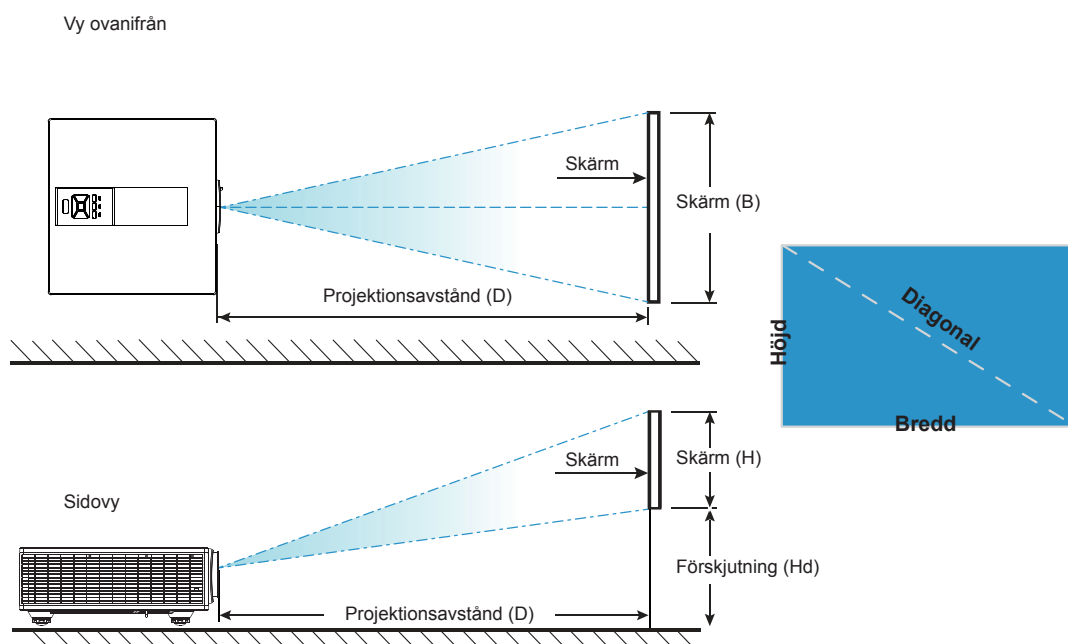 Vy ovanifrån
Skärm
Skärm (B)
Projektionsavstånd (D)
Höjd
Diagonal
Bredd
Skärm
Skärm (H)
Sidovy
Förskjutning (Hd)
Projektionsavstånd (D)